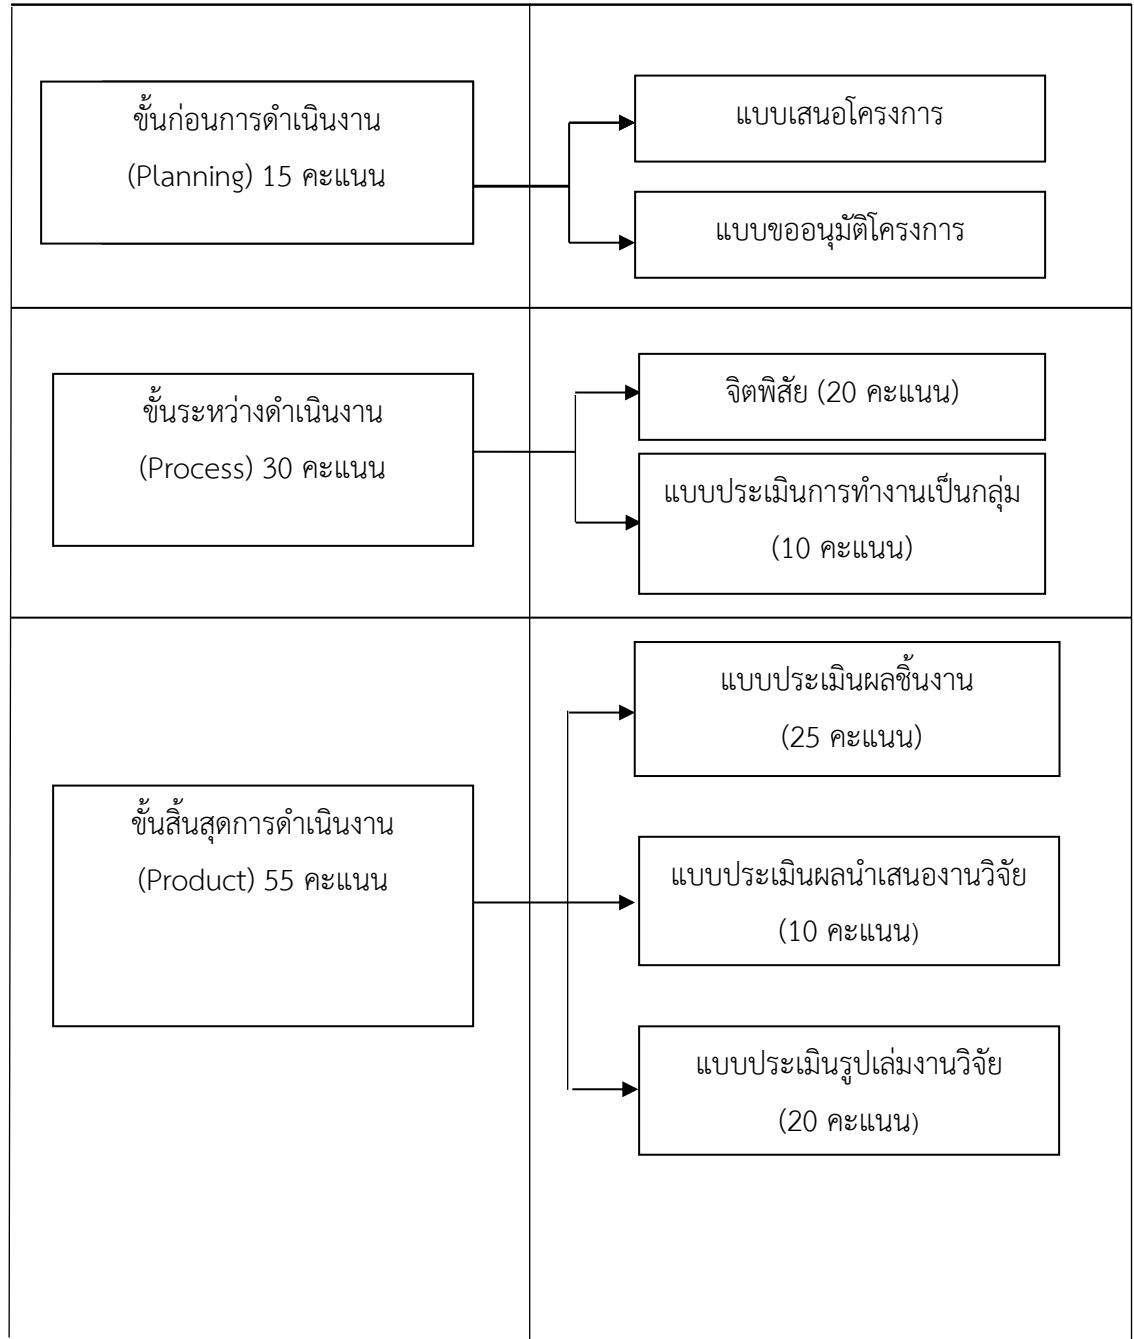 ขั้นก่อนการดำเนินงาน
(Planning) 15 คะแนน
แบบเสนอโครงการ
แบบขออนุมัติโครงการ
ขั้นระหว่างดำเนินงาน
(Process) 30 คะแนน
จิตพิสัย (20 คะแนน)
แบบประเมินการทำงานเป็นกลุ่ม
(10 คะแนน)
ขั้นสิ้นสุดการดำเนินงาน
(Product) 55 คะแนน
แบบประเมินผลชิ้นงาน
(25 คะแนน)
แบบประเมินผลนำเสนองานวิจัย
(10 คะแนน)
แบบประเมินรูปเล่มงานวิจัย
(20 คะแนน)